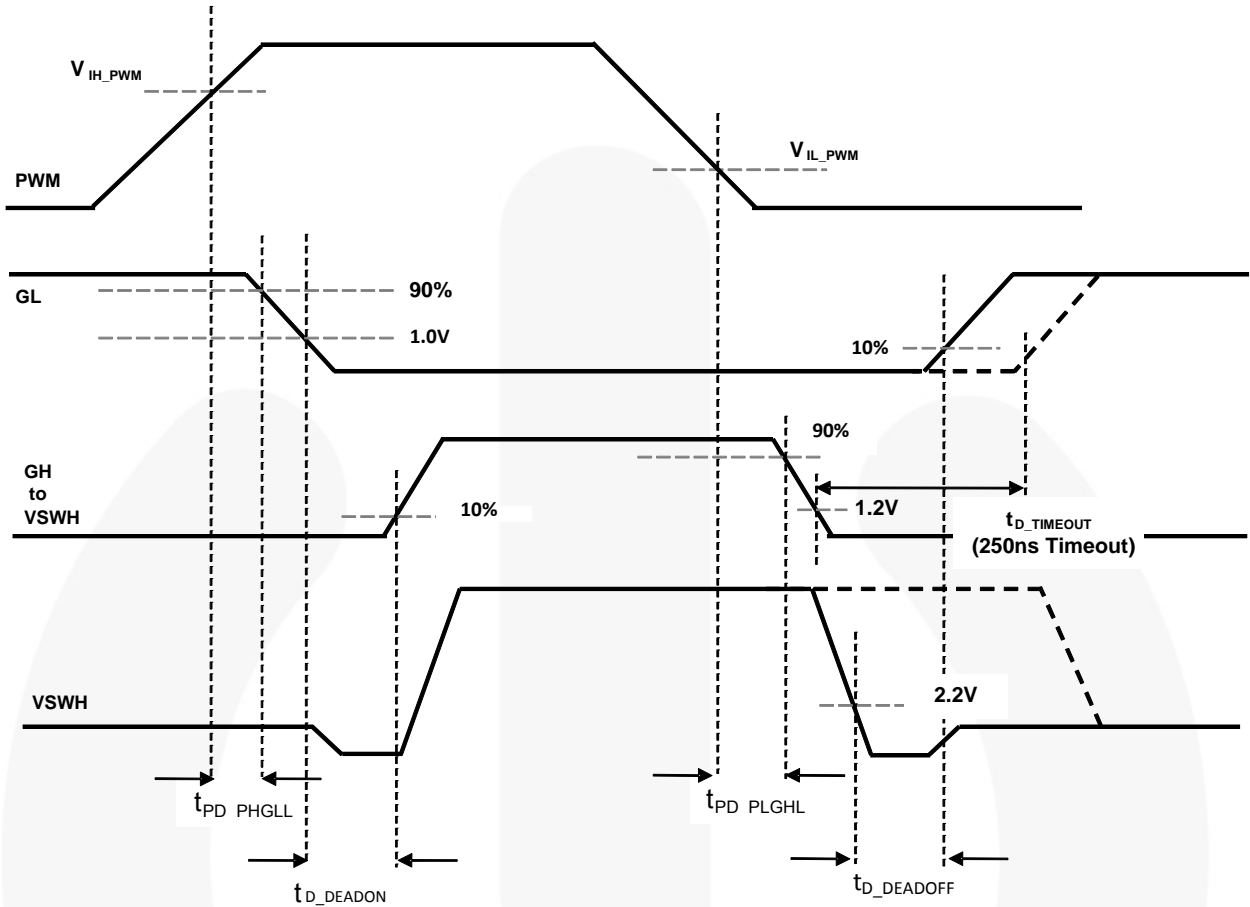 V IH_PWM
V IL_PWM
PWM
GL
90%
1.0V
10%
90%
GH
to
VSWH
10%
1.2V
t D_TIMEOUT
(250ns Timeout)
VSWH
2.2V
tPD PHGLL
tPD PLGHL
t D_DEADON
tD_DEADOFF